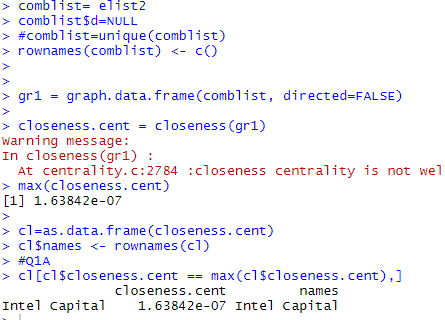 > comblist= elist2
> comblist$d=NULL
> #comblist=unique(comblist)
> rownames(comblist) <- c()
>
>
> gr1 = graph.data.frame(comblist, directed=FALSE)
>
> closeness.cent = closeness(gr1)
Warning message:
In closeness(gr1) :
At centrality.c:2784 :closeness centrality is not wel
> max(closeness.cent)
[1] 1.63842e-07
>
> cl=as.data.frame(closeness.cent)
> cl$names <- rownames(cl)
> #Q1A
> cl[cl$closeness.cent == max(cl$closeness.cent),]
closeness.cent names
Intel Capital 1.63842e-07 Intel Capital
>